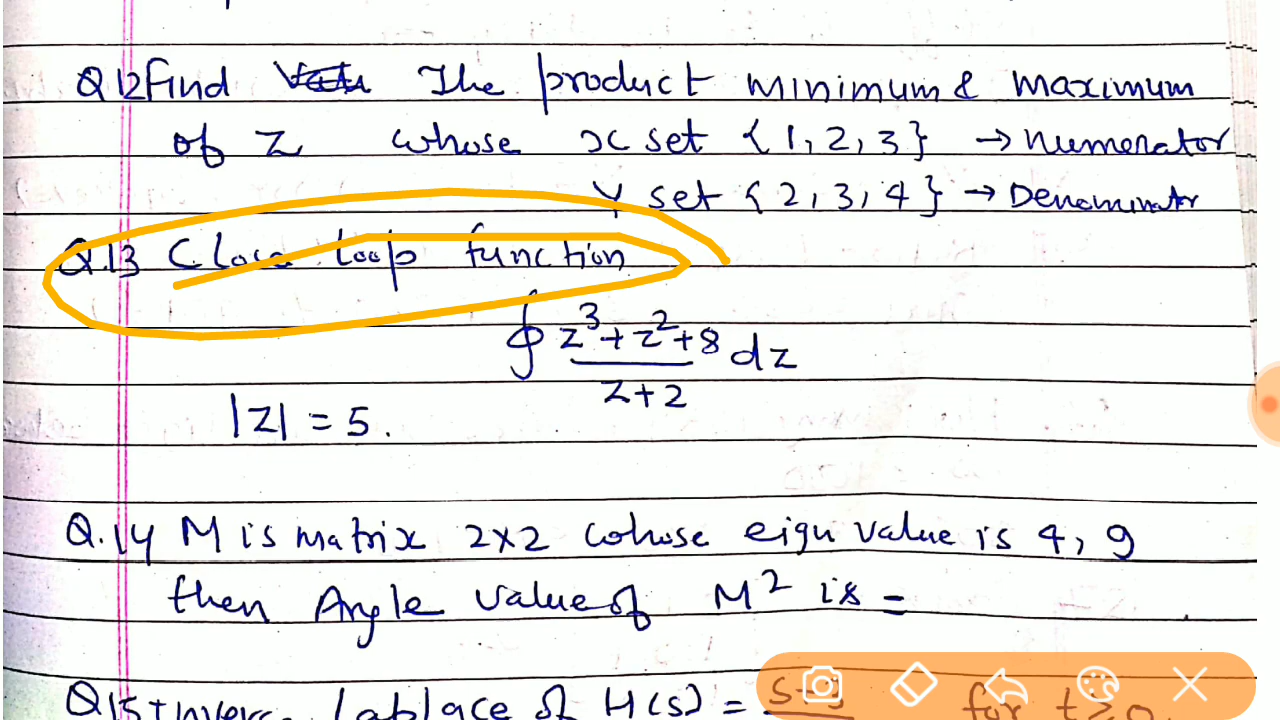 Q12 Find The product minimum & maximum
of Z whose x set {1, 2, 3} → Numerator
Y set {2, 3, 4} → Denominator
Q.13 Close loop function
∮ z³+z²+8 dz
z+2
|z| = 5.
Q.14 M is matrix 2x2 whose eign value is 4, 9
then Angle value of M² is =
Q15 Inverse Laplace of H(s) =
for t≥0